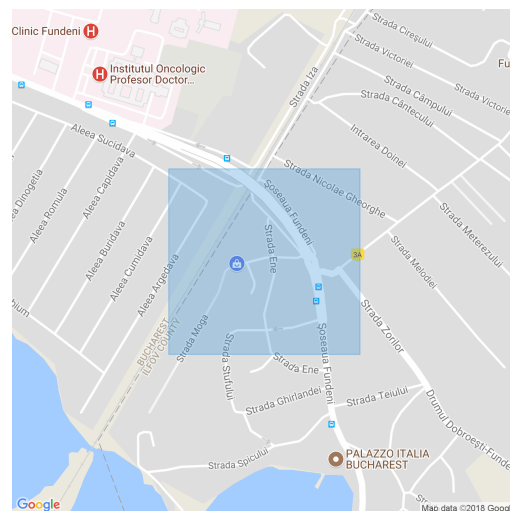 Clinic Fundeni
H
Institutul Oncologic
Profesor Doctor...
H
Strada Cireșului
Strada Victoriei
Fu
Strada Iza
Strada Câmpului
Strada Victoriei
Strada Cântecului
Aleea Sucidava
Intrarea Doinei
Strada Nicolae Gheorghe
Aleea Dinogetia
Aleea Romula
Aleea Capidava
Șoseaua Fundeni
Strada Meterezului
Aleea Buridava
Aleea Cumidava
Strada Ene
3A
Strada Melodiei
Aleea Argedava
bium
Strada Moga
BUCHAREST
ILFOV COUNTY
Strada Stufului
Șoseaua Fundeni
Strada Zorilor
Strada Ene
Strada Ghirlandei
Strada Teiului
Drumul Dobroești-Funde
Strada Spicului
PALAZZO ITALIA
BUCHAREST
Google
Map data ©2018 Googl